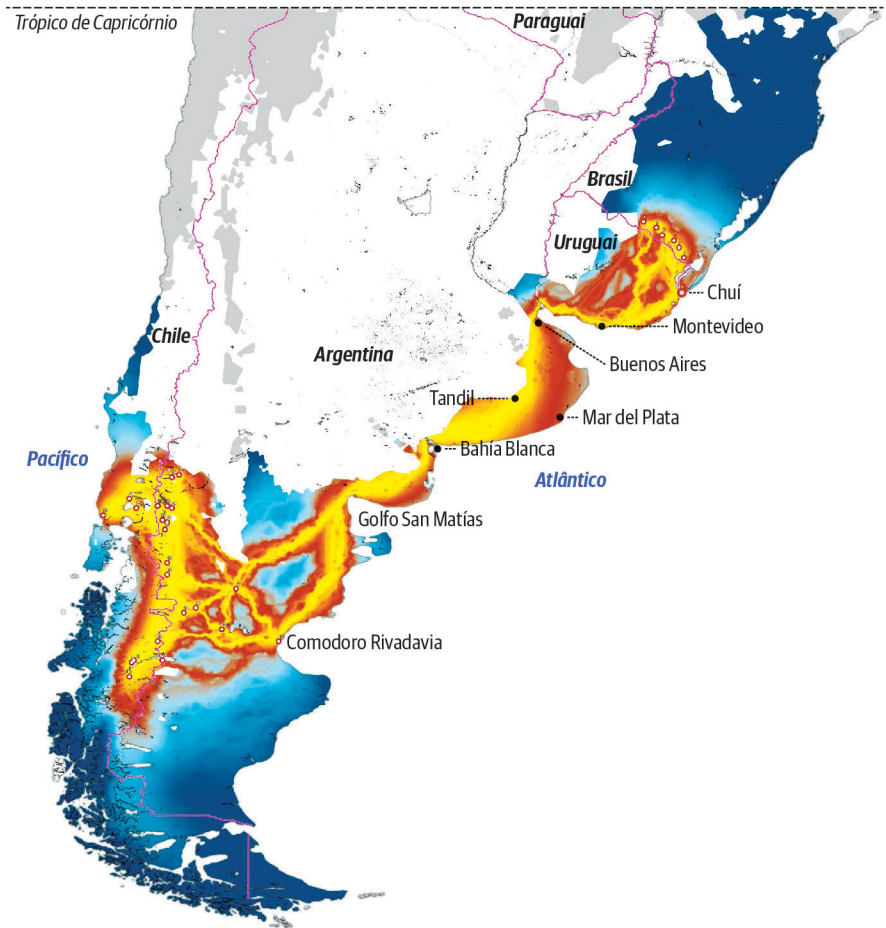 Trópico de Capricórnio
Paraguai
Brasil
Uruguai
Chuí
Montevideo
Chile
Argentina
Buenos Aires
Tandil
Mar del Plata
Bahía Blanca
Pacífico
Atlântico
Golfo San Matías
Comodoro Rivadavia